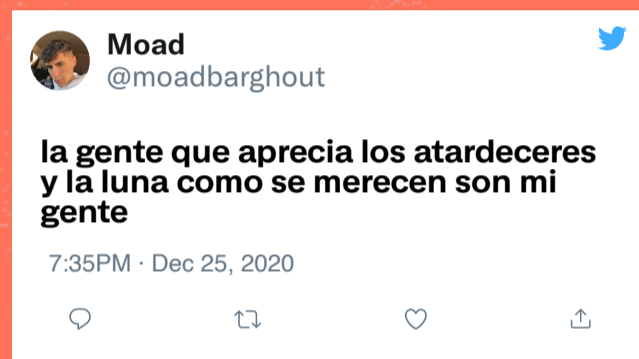 Moad
@moadbarghout
la gente que aprecia los atardeceres
y la luna como se merecen son mi
gente
7:35PM · Dec 25, 2020